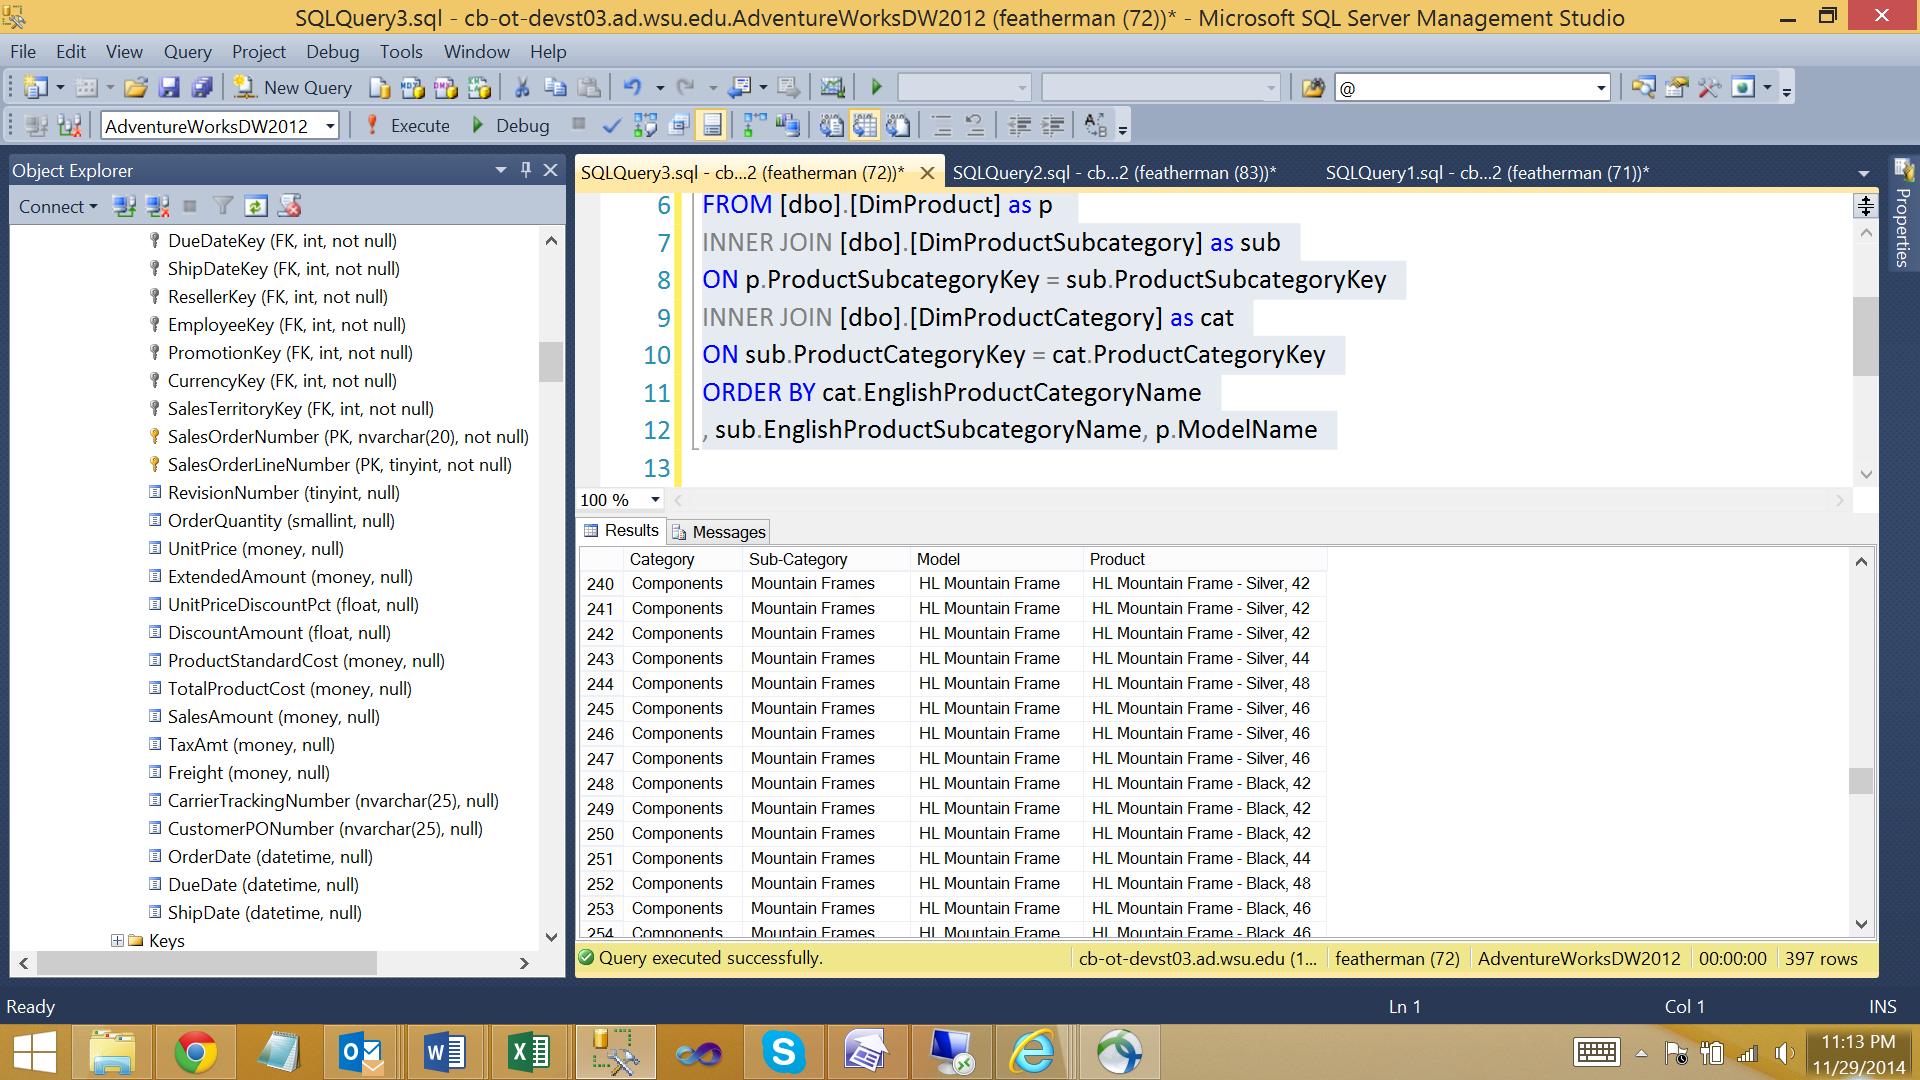 SQLQuery3.sql - cb-ot-devst03.ad.wsu.edu.AdventureWorksDW2012 (featherman (72))* - Microsoft SQL Server Management Studio
File Edit View Query Project Debug Tools Window Help
New Query @
AdventureWorksDW2012 Execute Debug
Object Explorer
Connect
DueDateKey (FK, int, not null)
ShipDateKey (FK, int, not null)
ResellerKey (FK, int, not null)
EmployeeKey (FK, int, not null)
PromotionKey (FK, int, not null)
CurrencyKey (FK, int, not null)
SalesTerritoryKey (FK, int, not null)
SalesOrderNumber (PK, nvarchar(20), not null)
SalesOrderLineNumber (PK, tinyint, not null)
RevisionNumber (tinyint, null)
OrderQuantity (smallint, null)
UnitPrice (money, null)
ExtendedAmount (money, null)
UnitPriceDiscountPct (float, null)
DiscountAmount (float, null)
ProductStandardCost (money, null)
TotalProductCost (money, null)
SalesAmount (money, null)
TaxAmt (money, null)
Freight (money, null)
CarrierTrackingNumber (nvarchar(25), null)
CustomerPONumber (nvarchar(25), null)
OrderDate (datetime, null)
DueDate (datetime, null)
ShipDate (datetime, null)
Keys
SQLQuery3.sql - cb...2 (featherman (72))* SQLQuery2.sql - cb...2 (featherman (83))* SQLQuery1.sql - cb...2 (featherman (71))*
6 FROM [dbo].[DimProduct] as p
7 INNER JOIN [dbo].[DimProductSubcategory] as sub
8 ON p.ProductSubcategoryKey = sub.ProductSubcategoryKey
9 INNER JOIN [dbo].[DimProductCategory] as cat
10 ON sub.ProductCategoryKey = cat.ProductCategoryKey
11 ORDER BY cat.EnglishProductCategoryName
12 , sub.EnglishProductSubcategoryName, p.ModelName
13
100 %
Results Messages
Category Sub-Category Model Product
240 Components Mountain Frames HL Mountain Frame HL Mountain Frame - Silver, 42
241 Components Mountain Frames HL Mountain Frame HL Mountain Frame - Silver, 42
242 Components Mountain Frames HL Mountain Frame HL Mountain Frame - Silver, 42
243 Components Mountain Frames HL Mountain Frame HL Mountain Frame - Silver, 44
244 Components Mountain Frames HL Mountain Frame HL Mountain Frame - Silver, 48
245 Components Mountain Frames HL Mountain Frame HL Mountain Frame - Silver, 46
246 Components Mountain Frames HL Mountain Frame HL Mountain Frame - Silver, 46
247 Components Mountain Frames HL Mountain Frame HL Mountain Frame - Silver, 46
248 Components Mountain Frames HL Mountain Frame HL Mountain Frame - Black, 42
249 Components Mountain Frames HL Mountain Frame HL Mountain Frame - Black, 42
250 Components Mountain Frames HL Mountain Frame HL Mountain Frame - Black, 42
251 Components Mountain Frames HL Mountain Frame HL Mountain Frame - Black, 44
252 Components Mountain Frames HL Mountain Frame HL Mountain Frame - Black, 48
253 Components Mountain Frames HL Mountain Frame HL Mountain Frame - Black, 46
254 Components Mountain Frames HL Mountain Frame HL Mountain Frame - Black, 46
Query executed successfully. cb-ot-devst03.ad.wsu.edu (1... featherman (72) AdventureWorksDW2012 00:00:00 397 rows
Properties
Ready Ln 1 Col 1 INS
11:13 PM
11/29/2014